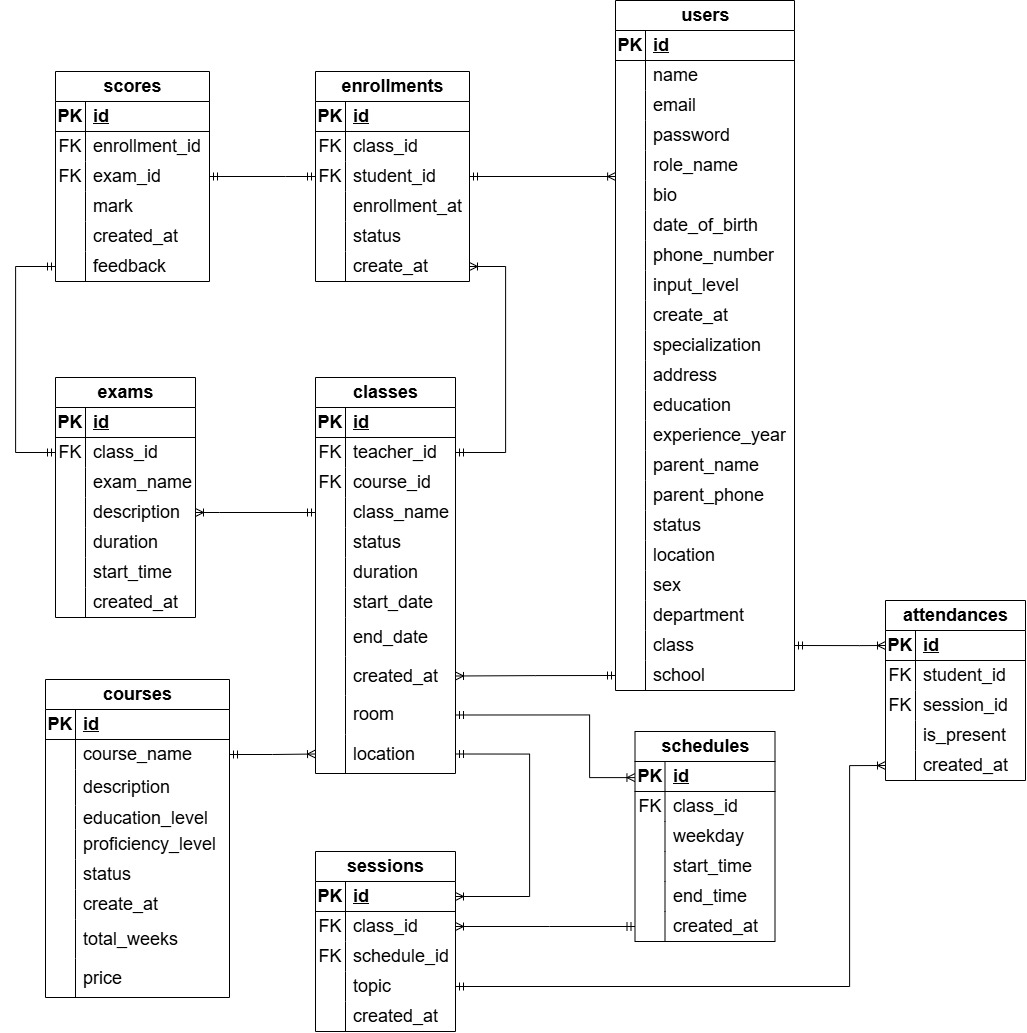 users
PK id
name
email
password
role_name
bio
date_of_birth
phone_number
input_level
create_at
specialization
address
education
experience_year
parent_name
parent_phone
status
location
sex
department
class
school
scores
PK id
FK enrollment_id
FK exam_id
mark
created_at
feedback
enrollments
PK id
FK class_id
FK student_id
enrollment_at
status
create_at
exams
PK id
FK class_id
exam_name
description
duration
start_time
created_at
classes
PK id
FK teacher_id
FK course_id
class_name
status
duration
start_date
end_date
created_at
room
location
attendances
PK id
FK student_id
FK session_id
is_present
created_at
courses
PK id
course_name
description
education_level
proficiency_level
status
create_at
total_weeks
price
schedules
PK id
FK class_id
weekday
start_time
end_time
created_at
sessions
PK id
FK class_id
FK schedule_id
topic
created_at